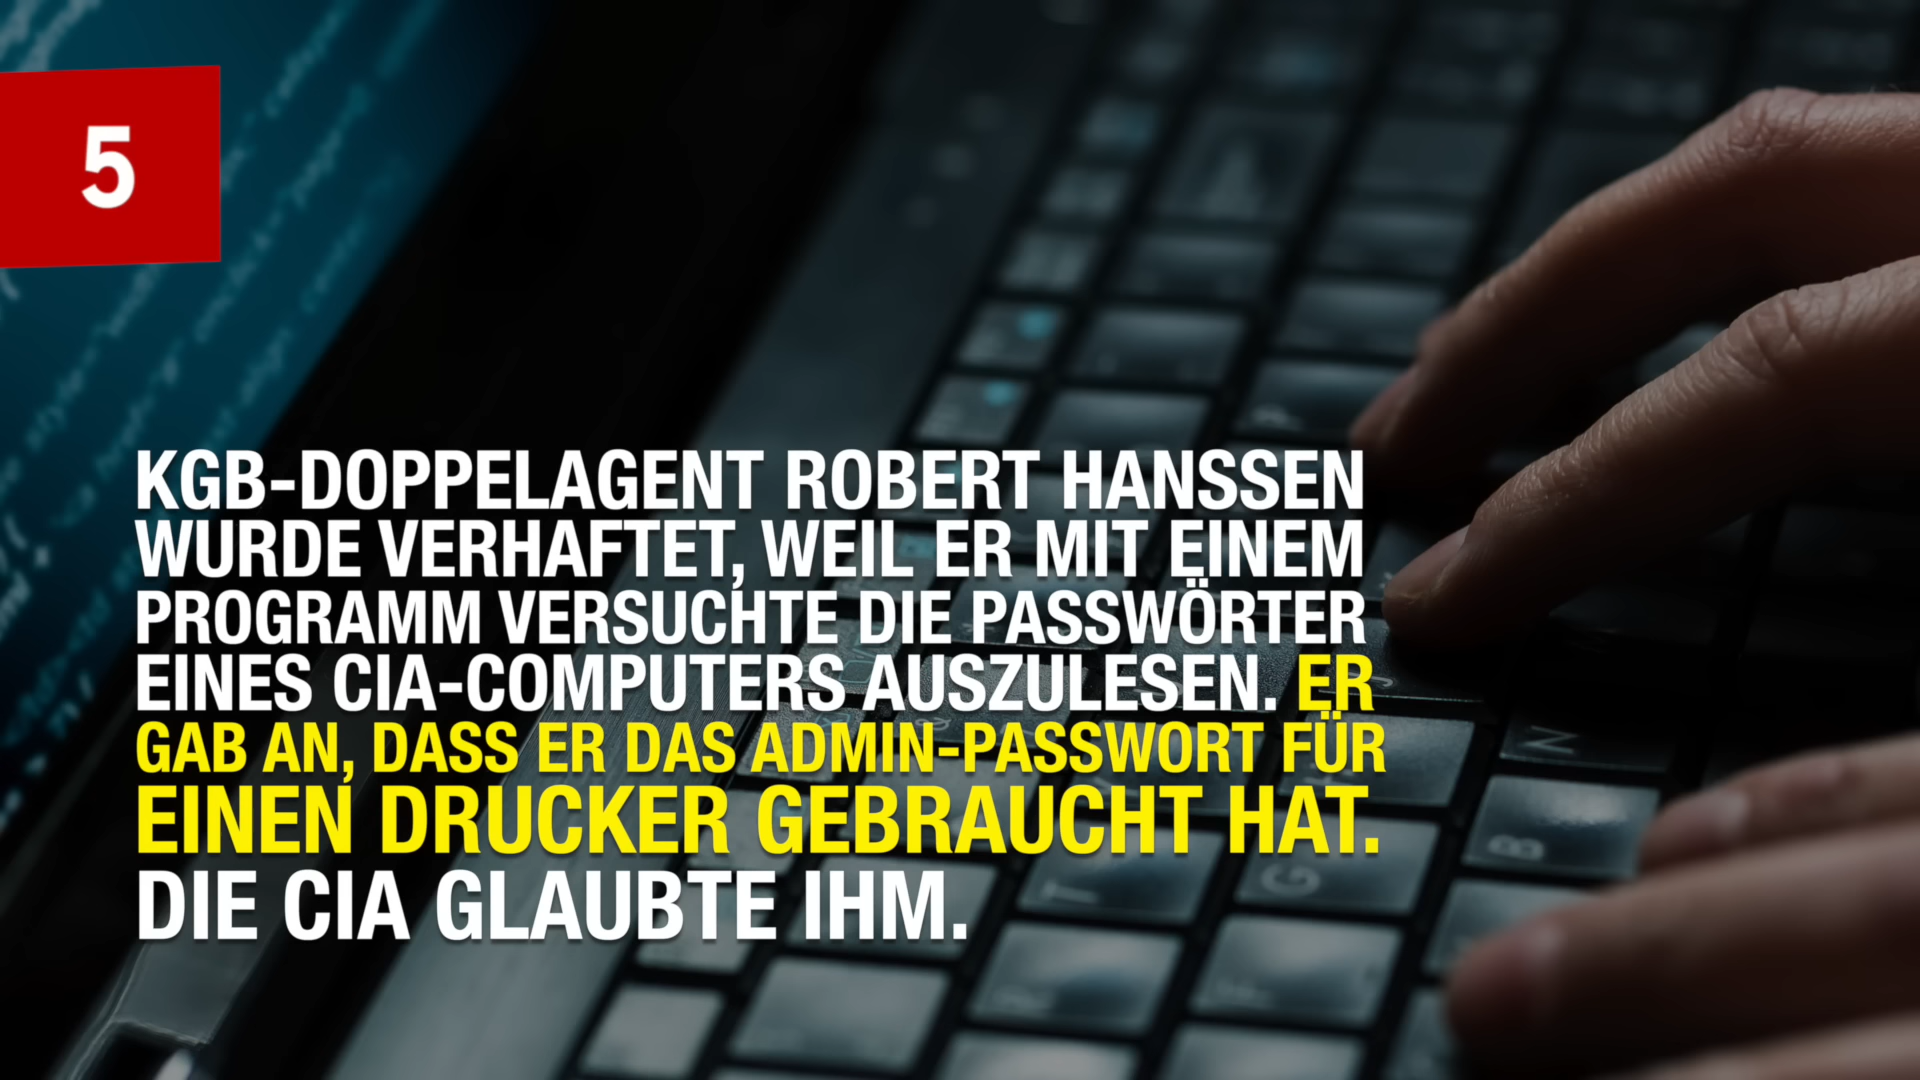 5
KGB-DOPPELAGENT ROBERT HANSSEN
WURDE VERHAFTET, WEIL ER MIT EINEM
PROGRAMM VERSUCHTE DIE PASSWÖRTER
EINES CIA-COMPUTERS AUSZULESEN. ER
GAB AN, DASS ER DAS ADMIN-PASSWORT FÜR
EINEN DRUCKER GEBRAUCHT HAT.
DIE CIA GLAUBTE IHM.